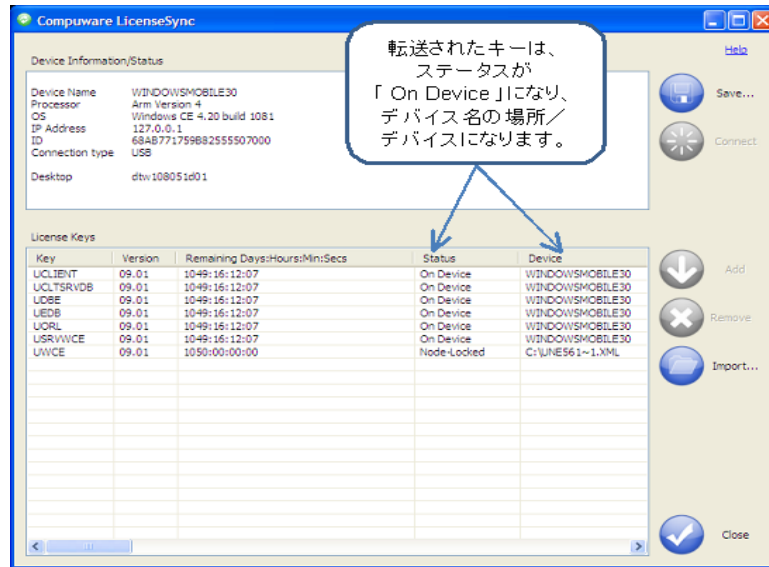 Compuware LicenseSync
転送されたキーは、
ステータスが
「 On Device 」になり、
デバイス名の場所／
デバイスになります。
Help
Device Information/Status
Device Name WINDOWSMOBILE30
Processor Arm Version 4
OS Windows CE 4.20 build 1081
IP Address 127.0.0.1
ID 68AB771759B82555507000
Connection type USB
Desktop dtw108051d01
Save...
Connect
License Keys
Key Version Remaining Days:Hours:Min:Secs Status Device
UCLIENT 09.01 1049:16:12:07 On Device WINDOWSMOBILE30
UCLTSRVDB 09.01 1049:16:12:07 On Device WINDOWSMOBILE30
UDBE 09.01 1049:16:12:07 On Device WINDOWSMOBILE30
UEDB 09.01 1049:16:12:07 On Device WINDOWSMOBILE30
UORL 09.01 1049:16:12:07 On Device WINDOWSMOBILE30
USRVWCE 09.01 1049:16:12:07 On Device WINDOWSMOBILE30
UWCE 09.01 1050:00:00:00 Node-Locked C:\UNE561~1.XML
Add
Remove
Import...
Close